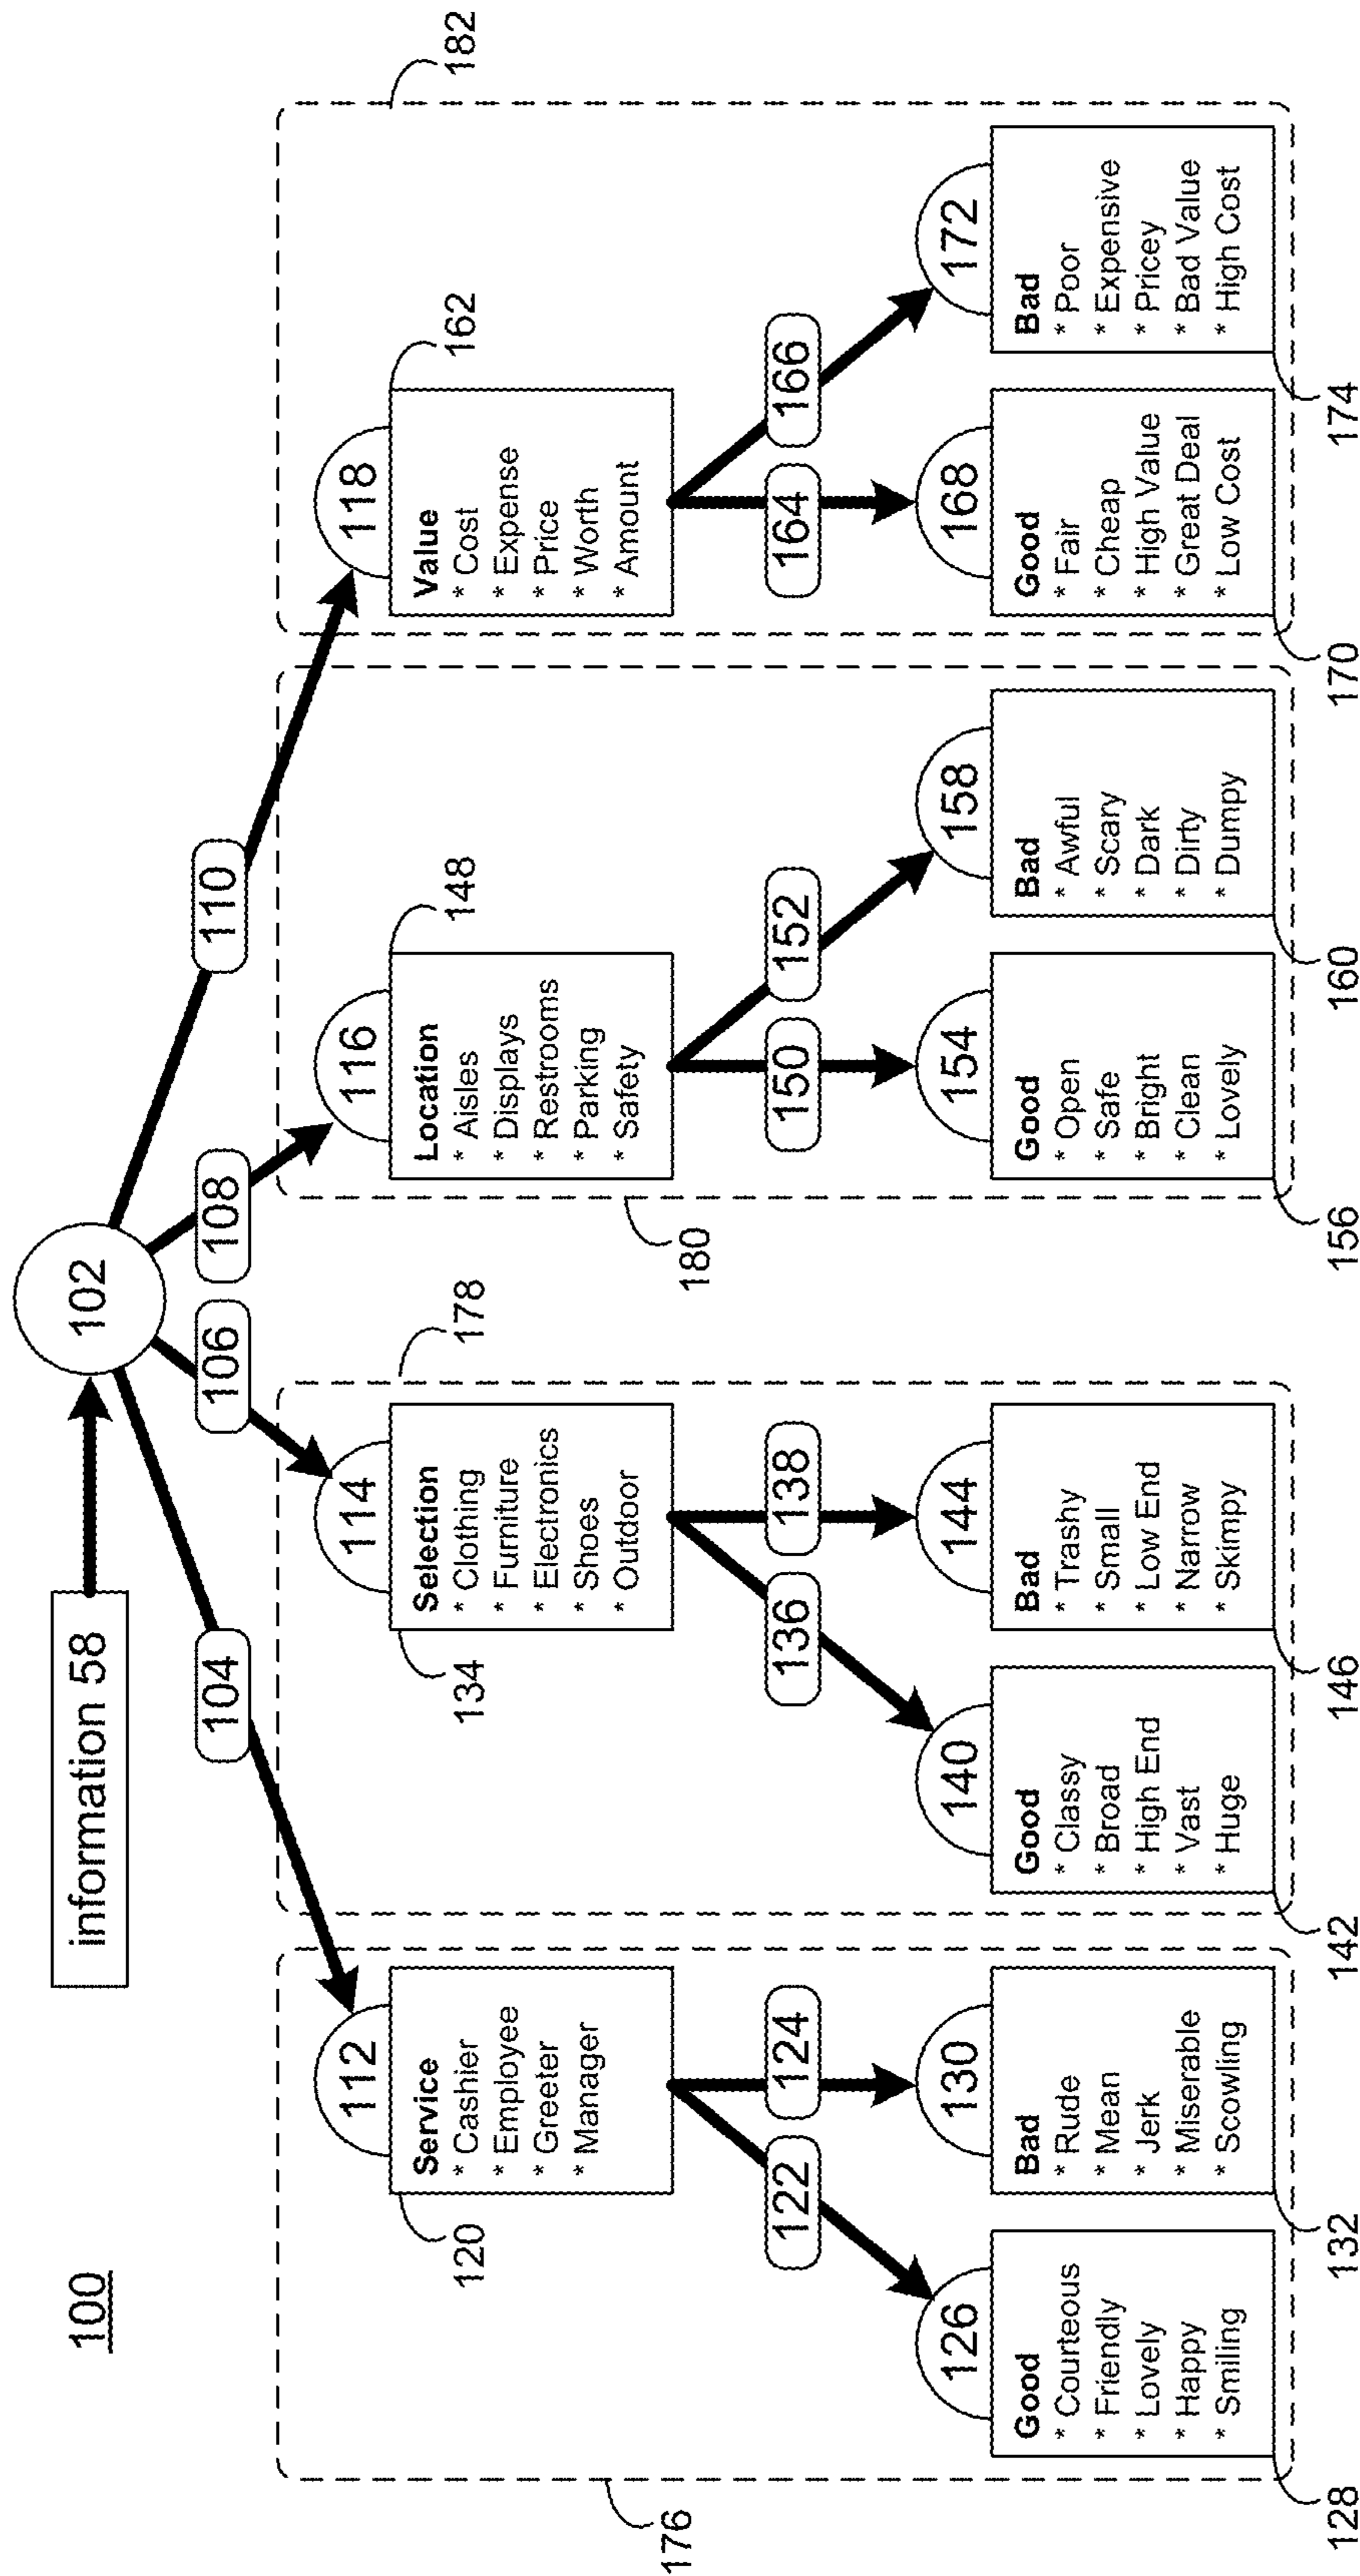 100
information 58
102
104
106
108
110
182
176
112
120
Service
* Cashier
* Employee
* Greeter
* Manager
122
124
126
Good
* Courteous
* Friendly
* Lovely
* Happy
* Smiling
128
130
Bad
* Rude
* Mean
* Jerk
* Miserable
* Scowling
132
178
114
134
Selection
* Clothing
* Furniture
* Electronics
* Shoes
* Outdoor
136
138
140
Good
* Classy
* Broad
* High End
* Vast
* Huge
142
144
Bad
* Trashy
* Small
* Low End
* Narrow
* Skimpy
146
180
116
148
Location
* Aisles
* Displays
* Restrooms
* Parking
* Safety
150
152
154
Good
* Open
* Safe
* Bright
* Clean
* Lovely
156
158
Bad
* Awful
* Scary
* Dark
* Dirty
* Dumpy
160
118
162
Value
* Cost
* Expense
* Price
* Worth
* Amount
164
166
168
Good
* Fair
* Cheap
* High Value
* Great Deal
* Low Cost
170
172
Bad
* Poor
* Expensive
* Pricey
* Bad Value
* High Cost
174